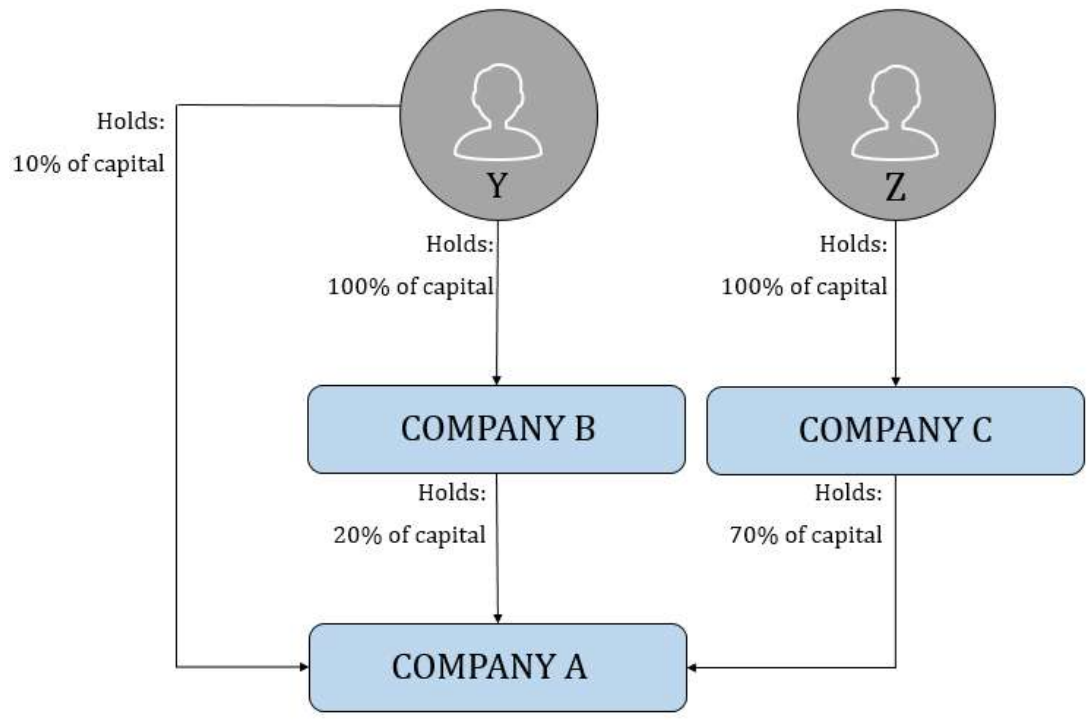 Y
Z
Holds:
10% of capital
Holds:
100% of capital
Holds:
100% of capital
COMPANY B
COMPANY C
Holds:
20% of capital
Holds:
70% of capital
COMPANY A